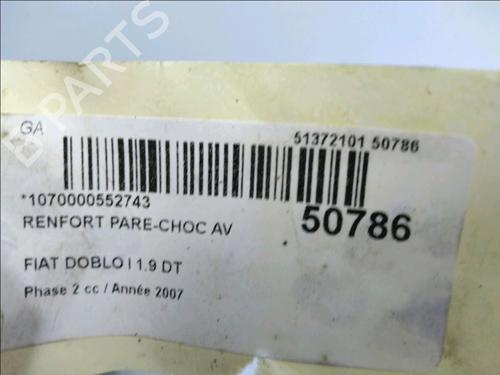 GA
51372101 50786
*1070000552743
50786
RENFORT PARE-CHOC AV
FIAT DOBLO I 1.9 DT
Phase 2 cc / Année 2007
B-PARTS